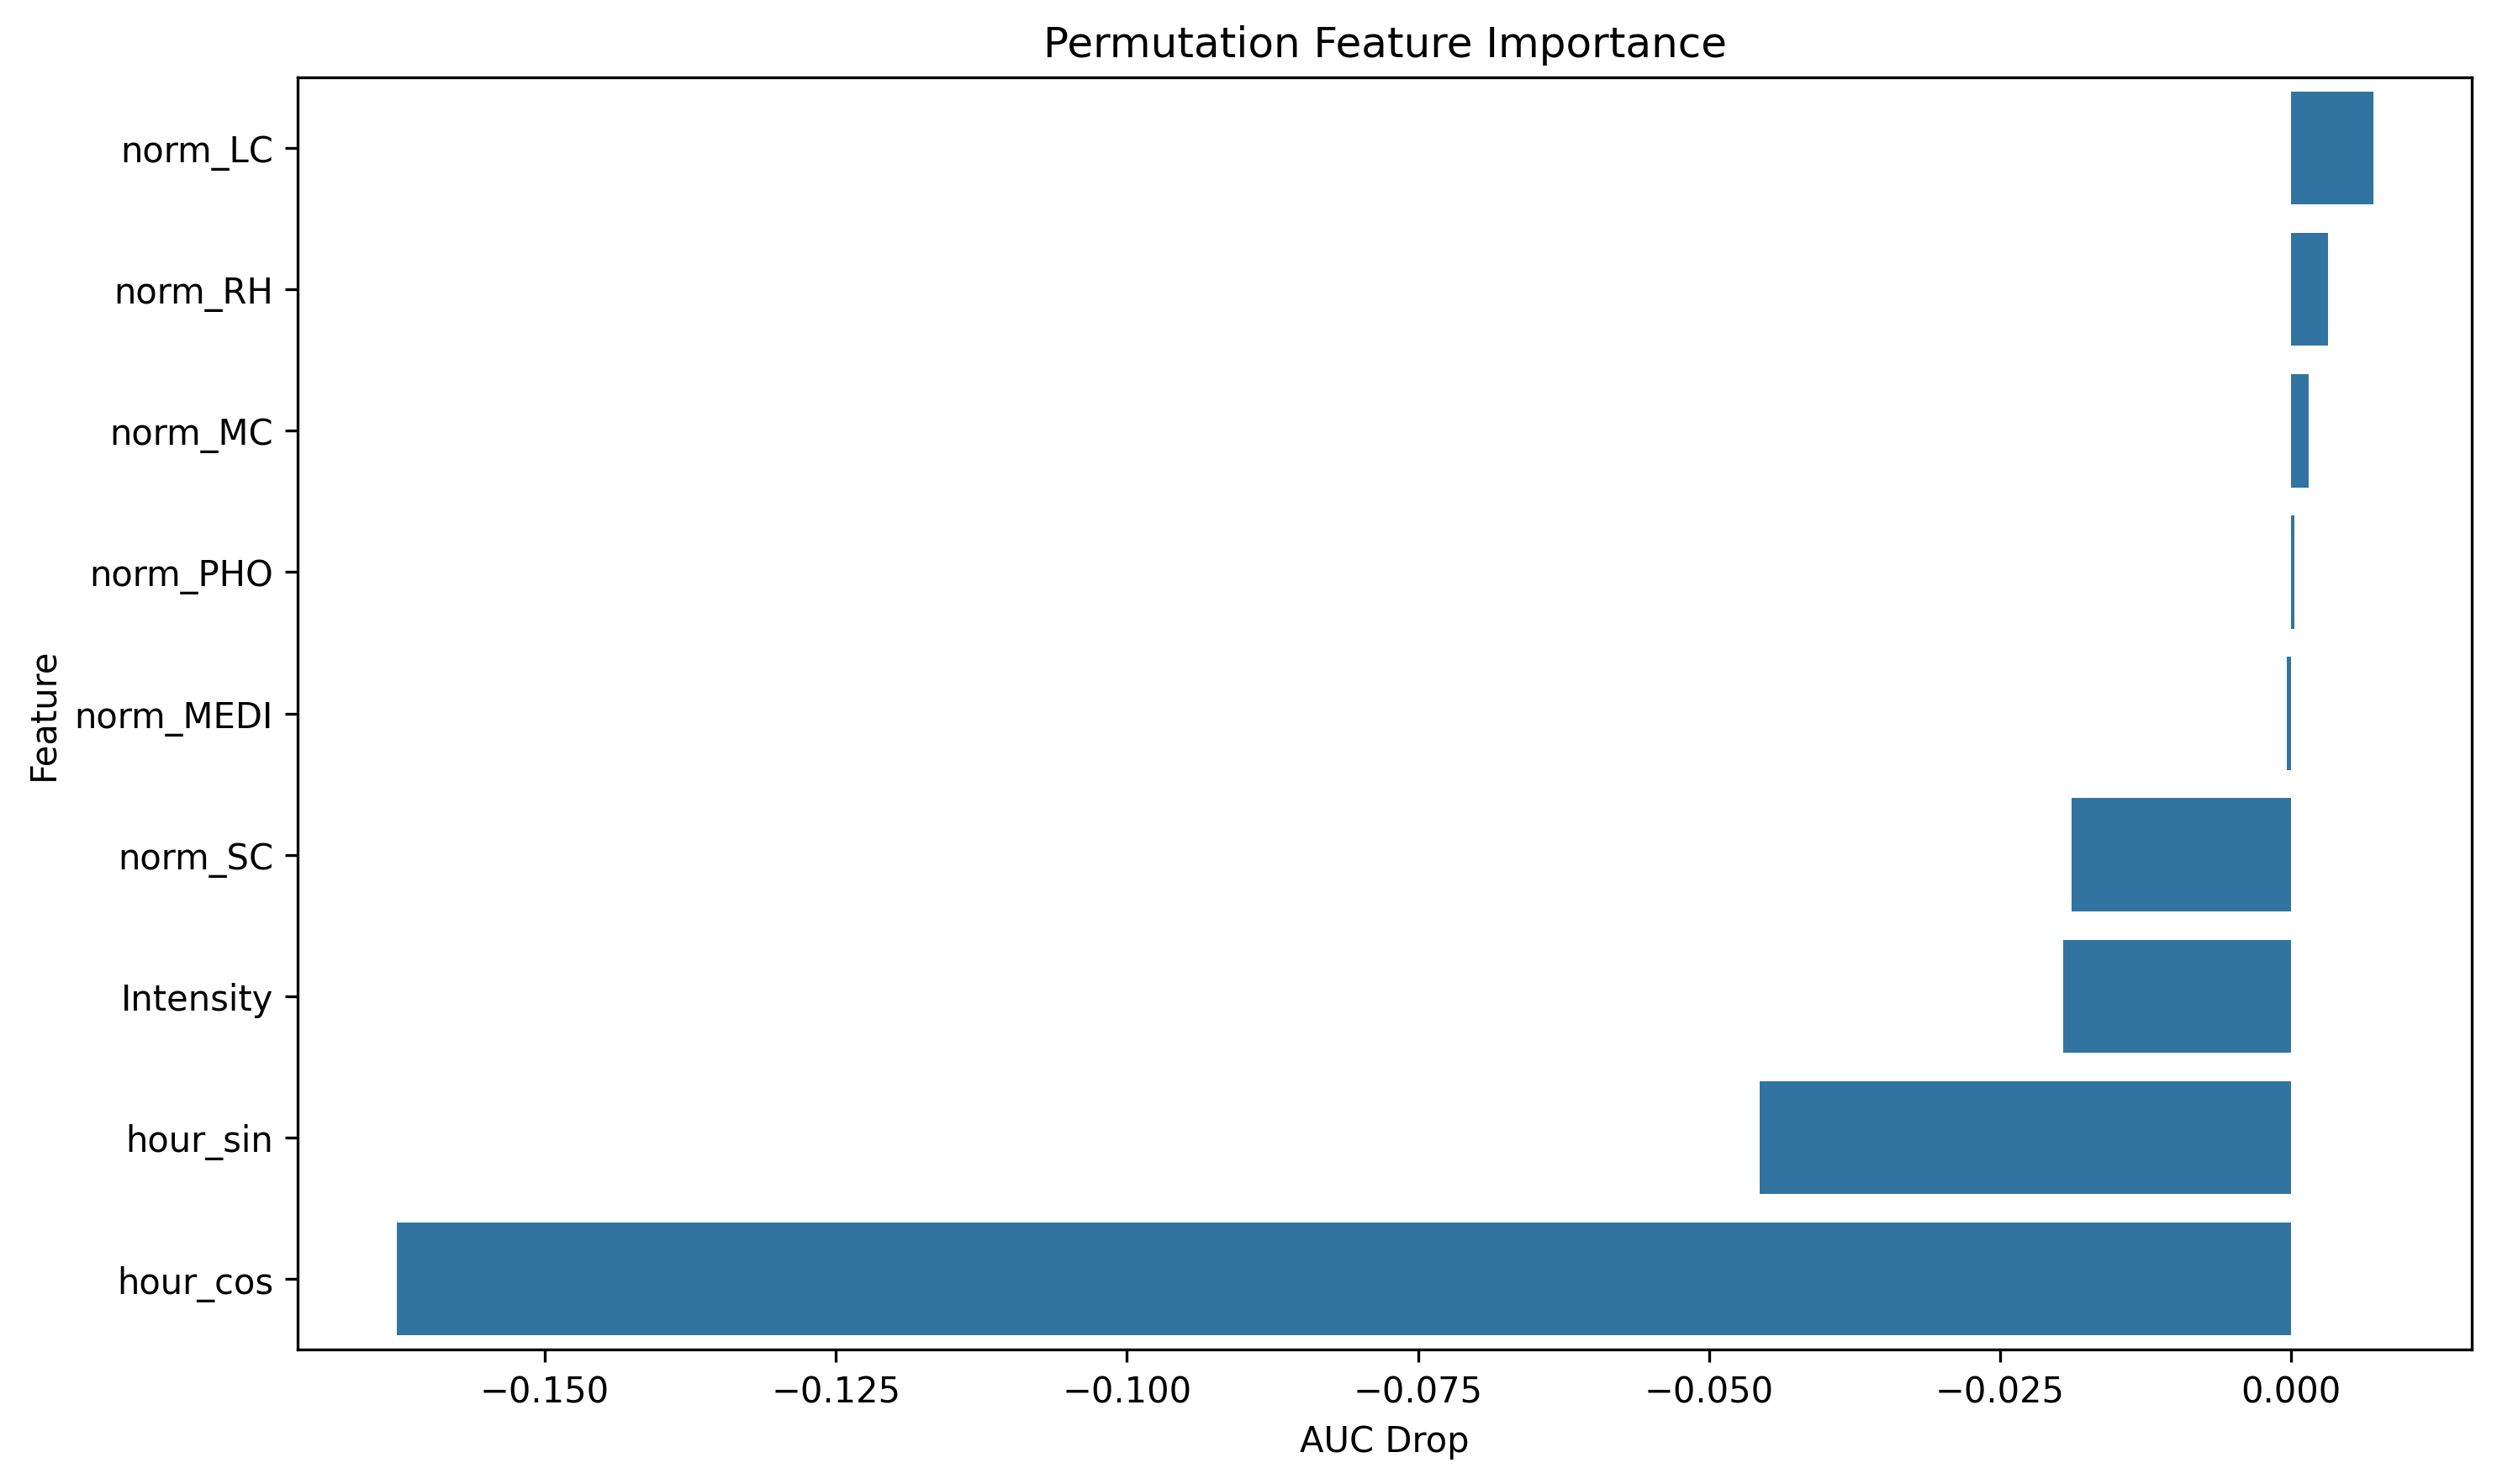 Permutation Feature Importance
norm_LC
norm_RH
norm_MC
norm_PHO
norm_MEDI
norm_SC
Intensity
hour_sin
hour_cos
Feature
−0.150
−0.125
−0.100
−0.075
−0.050
−0.025
0.000
AUC Drop